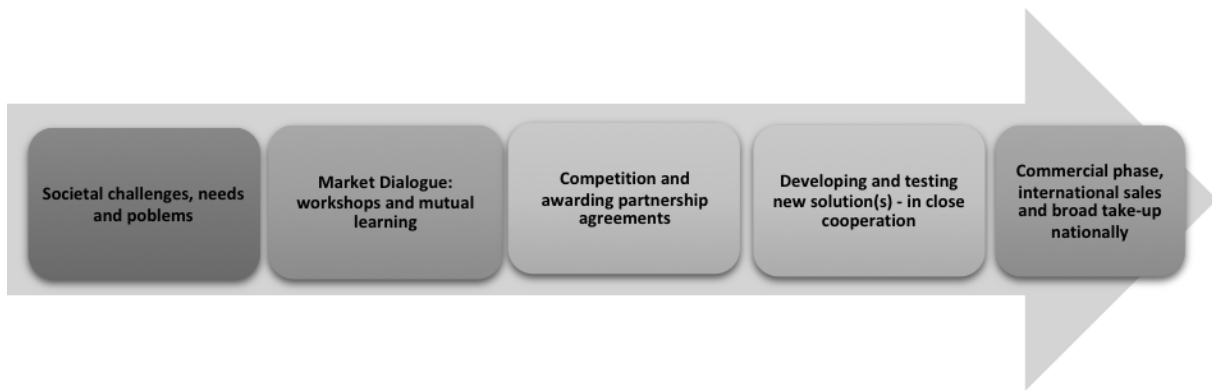 Societal challenges, needs
and poblems
Market Dialogue:
workshops and mutual
learning
Competition and
awarding partnership
agreements
Developing and testing
new solution(s) - in close
cooperation
Commercial phase,
international sales
and broad take-up
nationally